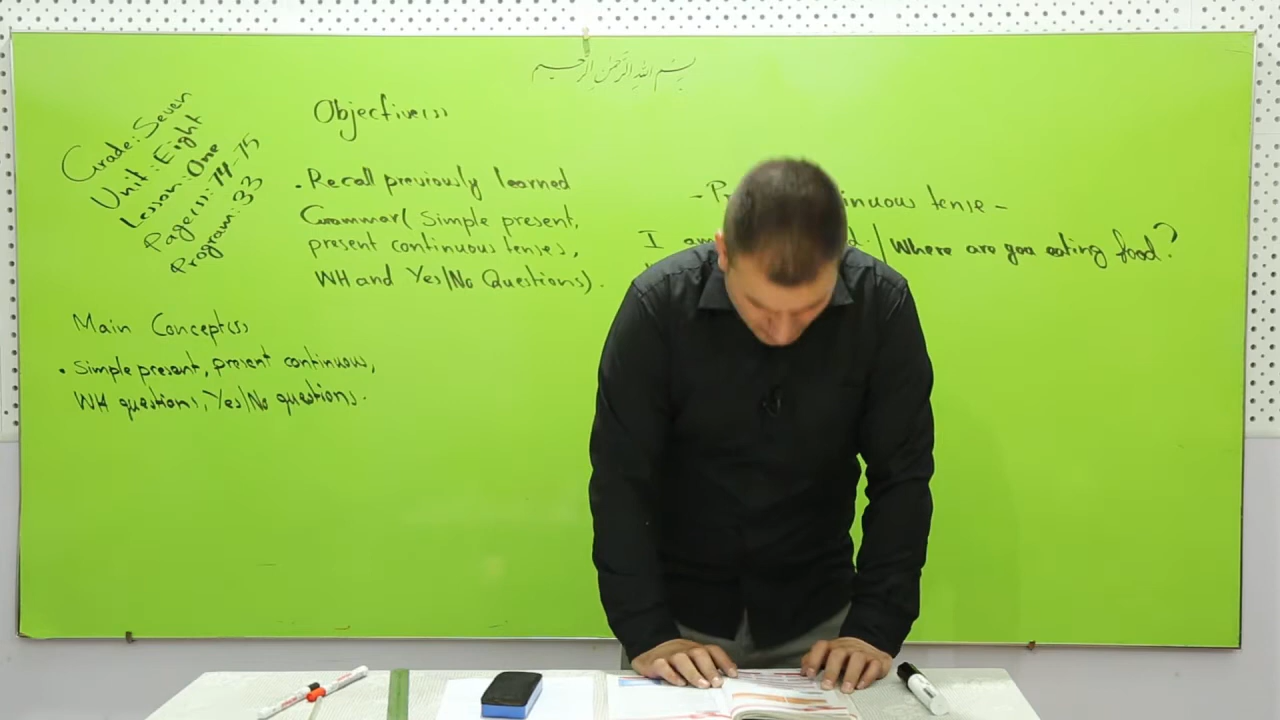 بسم الله الرحمن الرحیم
Grade: Seven
Unit: Eight
Lesson: One
Page(s): 74-75
Program: 33
Objective(s)
. Recall previously learned
Grammar( Simple present,
present continuous tenses,
WH and Yes/No Questions).
Main Concept(s)
. Simple present, present continuous,
WH questions, Yes/No questions.
tense -
I am / Where are you eating food?